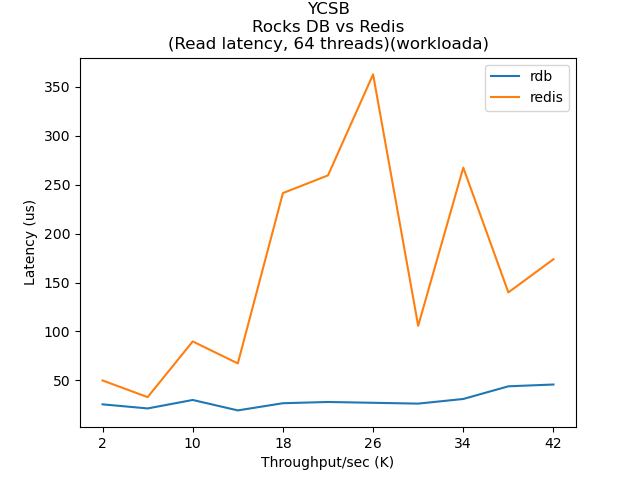 YCSB
Rocks DB vs Redis
(Read latency, 64 threads)(workloada)
rdb
redis
350
300
250
200
150
100
50
Latency (us)
2 10 18 26 34 42
Throughput/sec (K)